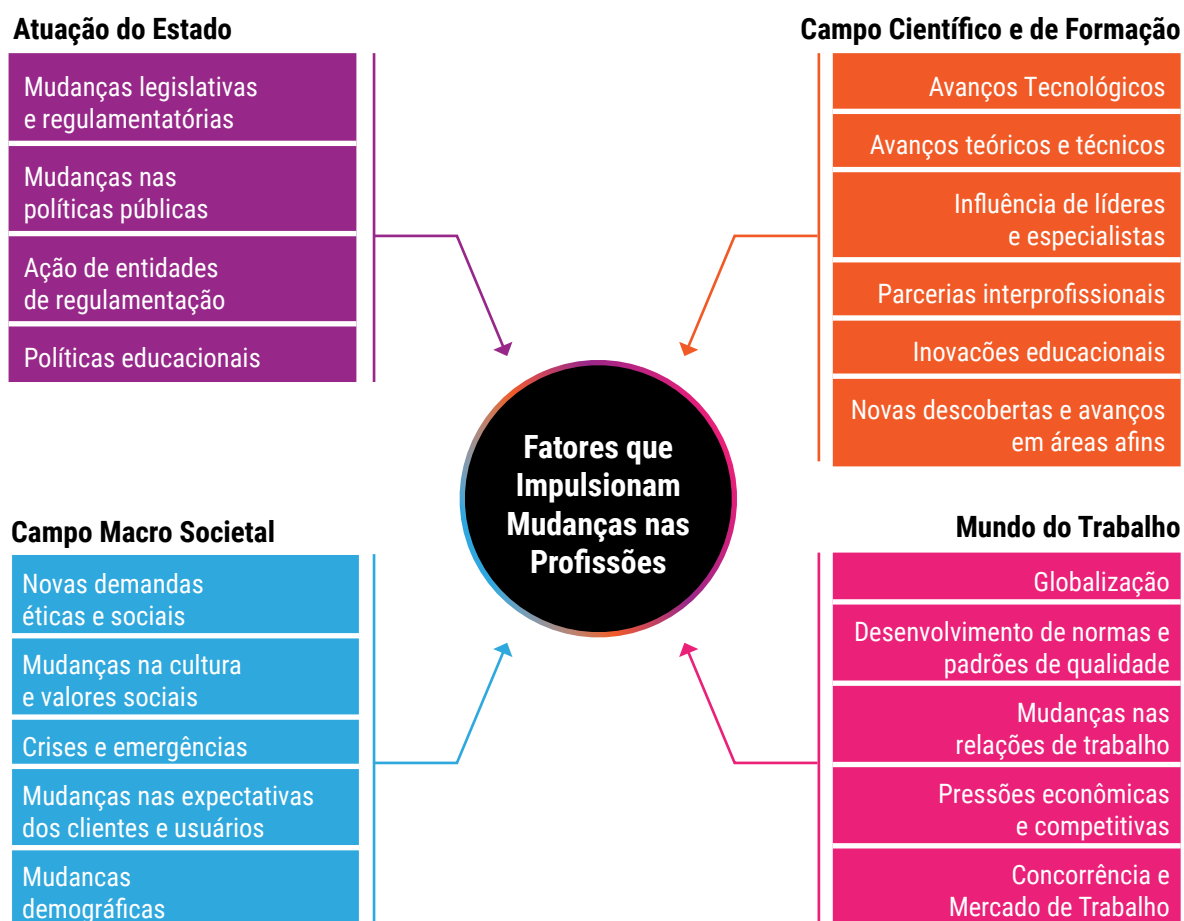 Atuação do Estado
Mudanças legislativas
e regulamentatórias
Mudanças nas
políticas públicas
Ação de entidades
de regulamentação
Políticas educacionais
Campo Científico e de Formação
Avanços Tecnológicos
Avanços teóricos e técnicos
Influência de líderes
e especialistas
Parcerias interprofissionais
Inovacões educacionais
Novas descobertas e avanços
em áreas afins
Fatores que
Impulsionam
Mudanças nas
Profissões
Campo Macro Societal
Novas demandas
éticas e sociais
Mudanças na cultura
e valores sociais
Crises e emergências
Mudanças nas expectativas
dos clientes e usuários
Mudancas
demográficas
Mundo do Trabalho
Globalização
Desenvolvimento de normas e
padrões de qualidade
Mudanças nas
relações de trabalho
Pressões econômicas
e competitivas
Concorrência e
Mercado de Trabalho